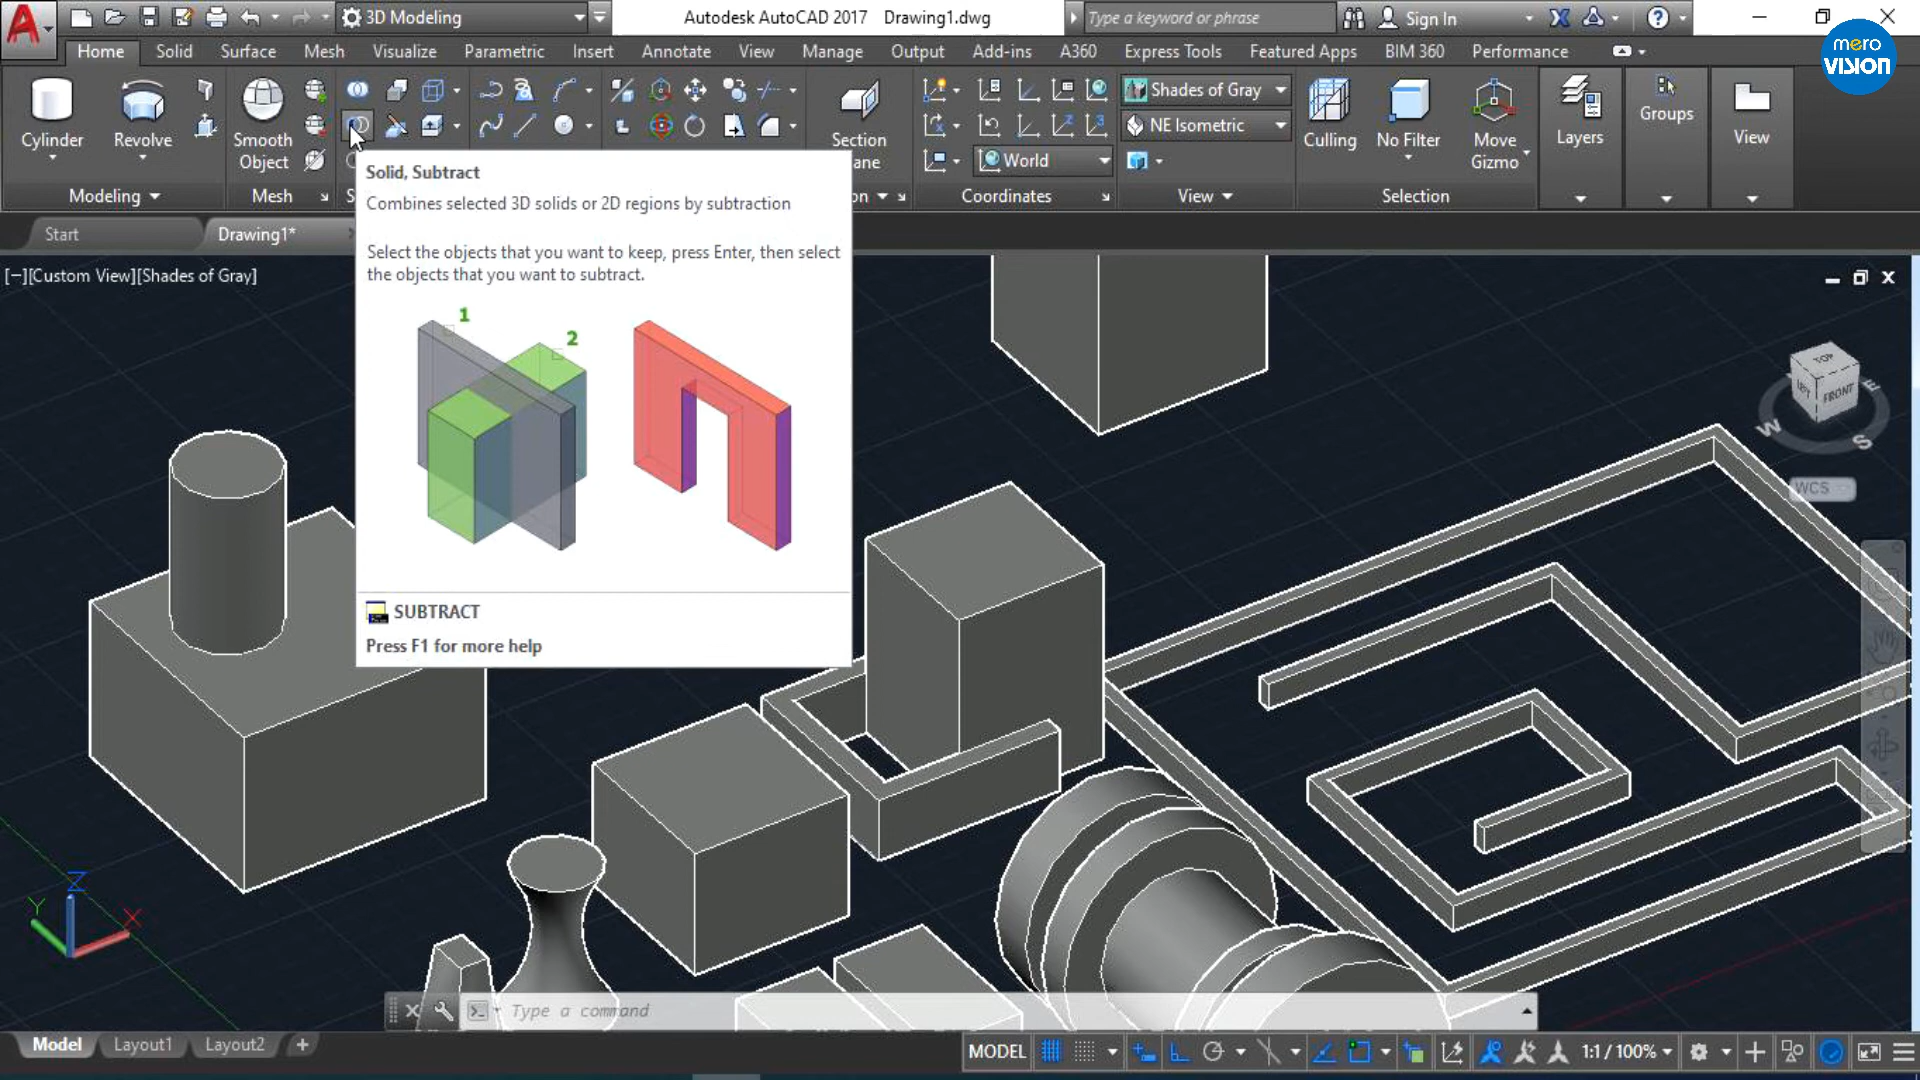 3D Modeling
Autodesk AutoCAD 2017 Drawing1.dwg
Type a keyword or phrase
Sign In
mero
VISION
Home Solid Surface Mesh Visualize Parametric Insert Annotate View Manage Output Add-ins A360 Express Tools Featured Apps BIM 360 Performance
Cylinder
Revolve
Smooth
Object
Section
ane
Shades of Gray
NE Isometric
World
Culling
No Filter
Move
Gizmo
Layers
Groups
View
Modeling
Mesh
S
on
Coordinates
View
Selection
Start
Drawing1*
[−][Custom View][Shades of Gray]
Solid, Subtract
Combines selected 3D solids or 2D regions by subtraction
Select the objects that you want to keep, press Enter, then select
the objects that you want to subtract.
1
2
SUBTRACT
Press F1 for more help
TOP
LEFT
FRONT
E
W
S
WCS
Z
Y
X
Type a command
Model Layout1 Layout2 +
MODEL
1:1 / 100%